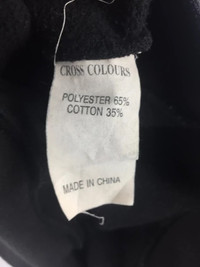 CROSS COLOURS
POLYESTER 65%
COTTON 35%
MADE IN CHINA